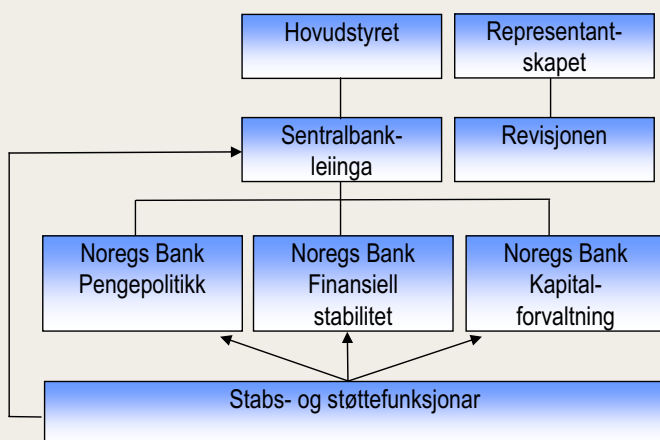 Hovudstyret
Representant-
skapet
Sentralbank-
leiinga
Revisjonen
Noregs Bank
Pengepolitikk
Noregs Bank
Finansiell
stabilitet
Noregs Bank
Kapital-
forvaltning
Stabs- og støttefunksjonar